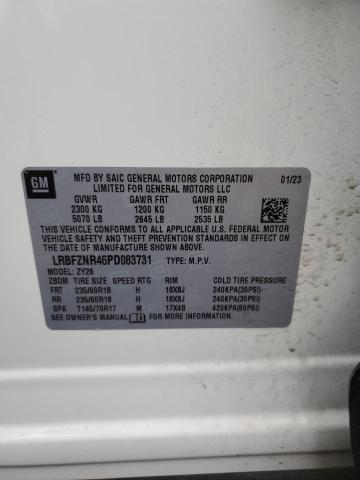 GM
MFD BY SAIC GENERAL MOTORS CORPORATION 01/23
LIMITED FOR GENERAL MOTORS LLC
GVWR GAWR FRT GAWR RR
2300 KG 1200 KG 1150 KG
5070 LB 2645 LB 2535 LB
THIS VEHICLE CONFORMS TO ALL APPLICABLE U.S. FEDERAL MOTOR
VEHICLE SAFETY AND THEFT PREVENTION STANDARDS IN EFFECT ON THE DATE OF
MANUFACTURE SHOWN ABOVE.
LRBFZNR46PD083731 TYPE: M.P.V.
MODEL: ZY26
ZBDM TIRE SIZE SPEED RTG RIM COLD TIRE PRESSURE
FRT 235/60R18 H 18X8J 240KPA(35PSI)
RR 235/60R18 H 18X8J 240KPA(35PSI)
SPA T145/70R17 M 17X4B 420KPA(60PSI)
SEE OWNER'S MANUAL FOR MORE INFORMATION.